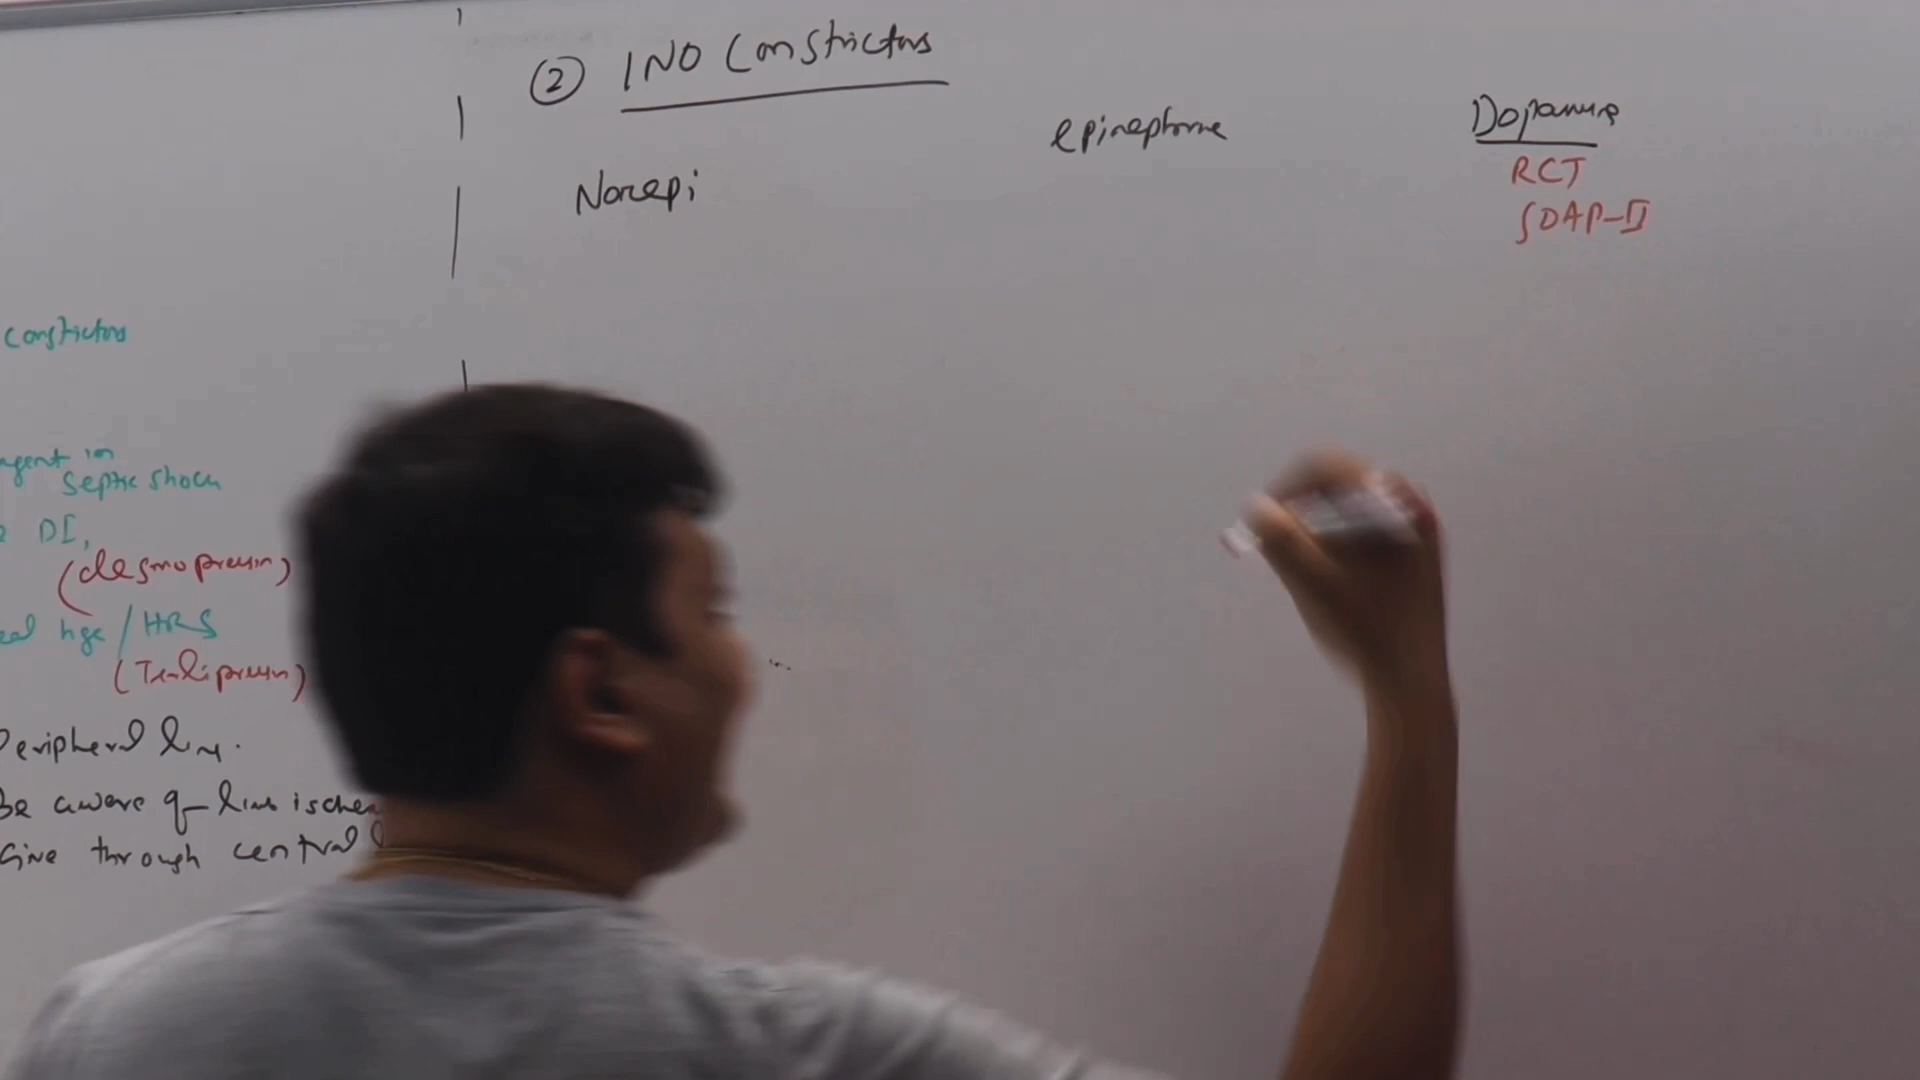 ② INO Constrictors
Norepi
epinephrine
Dopamine
RCT
SOAP-II
constrictors
agent in
septic shock
DI,
(desmopressin)
hge / HRS
(Terlipressin)
Peripheral line.
Be aware of limb ischem
Give through central l